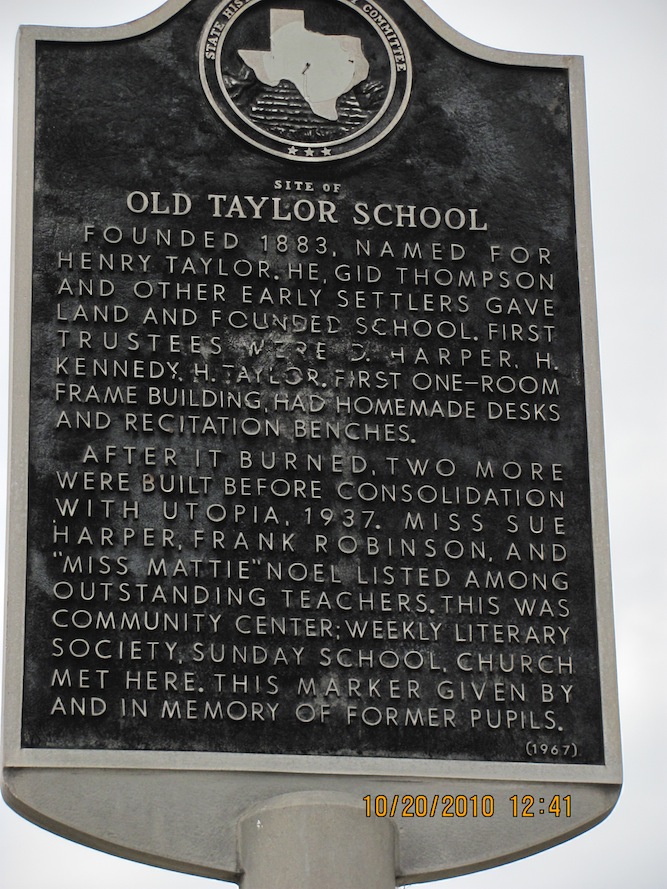 STATE HIS
COMMITTEE
SITE OF
OLD TAYLOR SCHOOL
FOUNDED 1883, NAMED FOR
HENRY TAYLOR. HE, GID THOMPSON
AND OTHER EARLY SETTLERS GAVE
LAND AND FOUNDED SCHOOL. FIRST
TRUSTEES WERE D. HARPER, H.
KENNEDY, H. TAYLOR. FIRST ONE-ROOM
FRAME BUILDING, HAD HOMEMADE DESKS
AND RECITATION BENCHES.
AFTER IT BURNED, TWO MORE
WERE BUILT BEFORE CONSOLIDATION
WITH UTOPIA, 1937. MISS SUE
HARPER, FRANK ROBINSON, AND
"MISS MATTIE" NOEL LISTED AMONG
OUTSTANDING TEACHERS. THIS WAS
COMMUNITY CENTER; WEEKLY LITERARY
SOCIETY, SUNDAY SCHOOL, CHURCH
MET HERE. THIS MARKER GIVEN BY
AND IN MEMORY OF FORMER PUPILS.
(1967)
10/20/2010 12:41